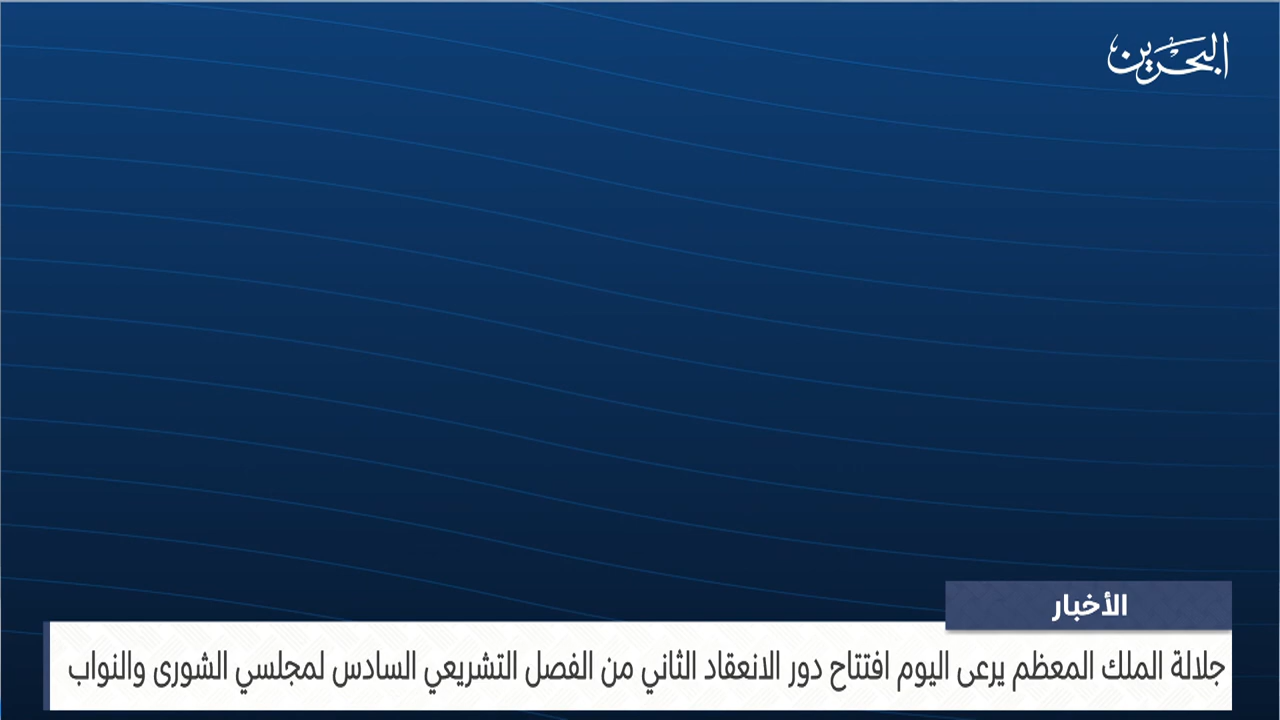 البحرين
الأخبار
جلالة الملك المعظم يرعى اليوم افتتاح دور الانعقاد الثاني من الفصل التشريعي السادس لمجلسي الشورى والنواب